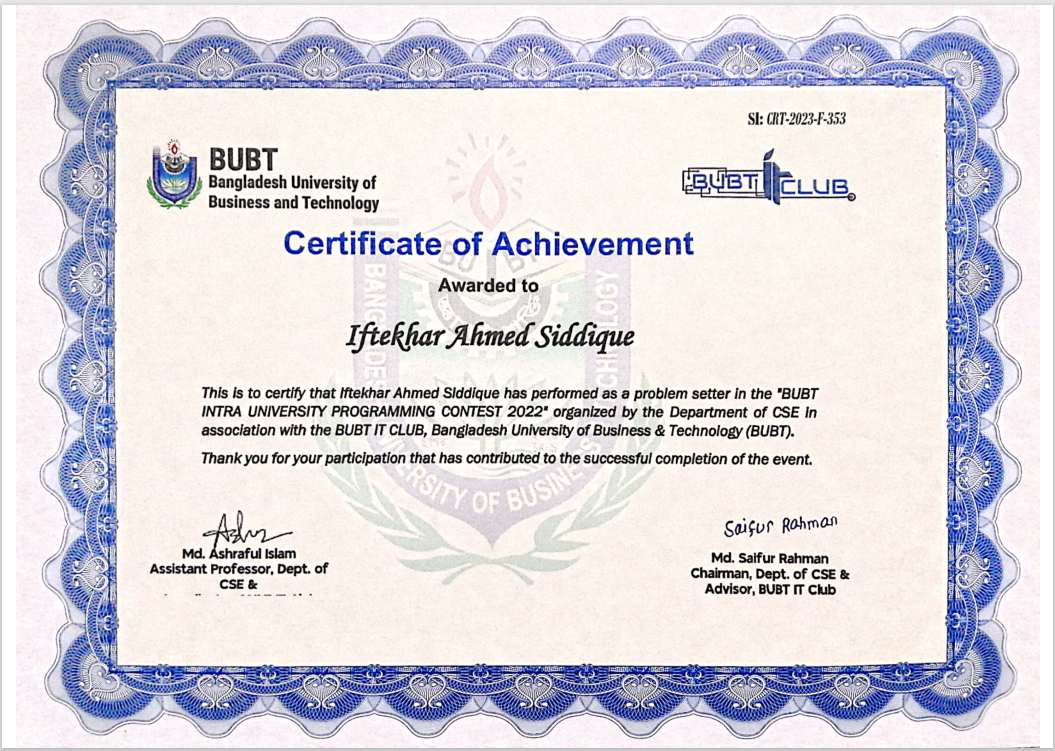 SI: CRT-2023-F-353
BUBT
Bangladesh University of
Business and Technology
BUBT IT CLUB
Certificate of Achievement
Awarded to
Iftekhar Ahmed Siddique
This is to certify that Iftekhar Ahmed Siddique has performed as a problem setter in the "BUBT
INTRA UNIVERSITY PROGRAMMING CONTEST 2022" organized by the Department of CSE in
association with the BUBT IT CLUB, Bangladesh University of Business & Technology (BUBT).
Thank you for your participation that has contributed to the successful completion of the event.
Md. Ashraful Islam
Assistant Professor, Dept. of
CSE &
Saifur Rahman
Md. Saifur Rahman
Chairman, Dept. of CSE &
Advisor, BUBT IT Club